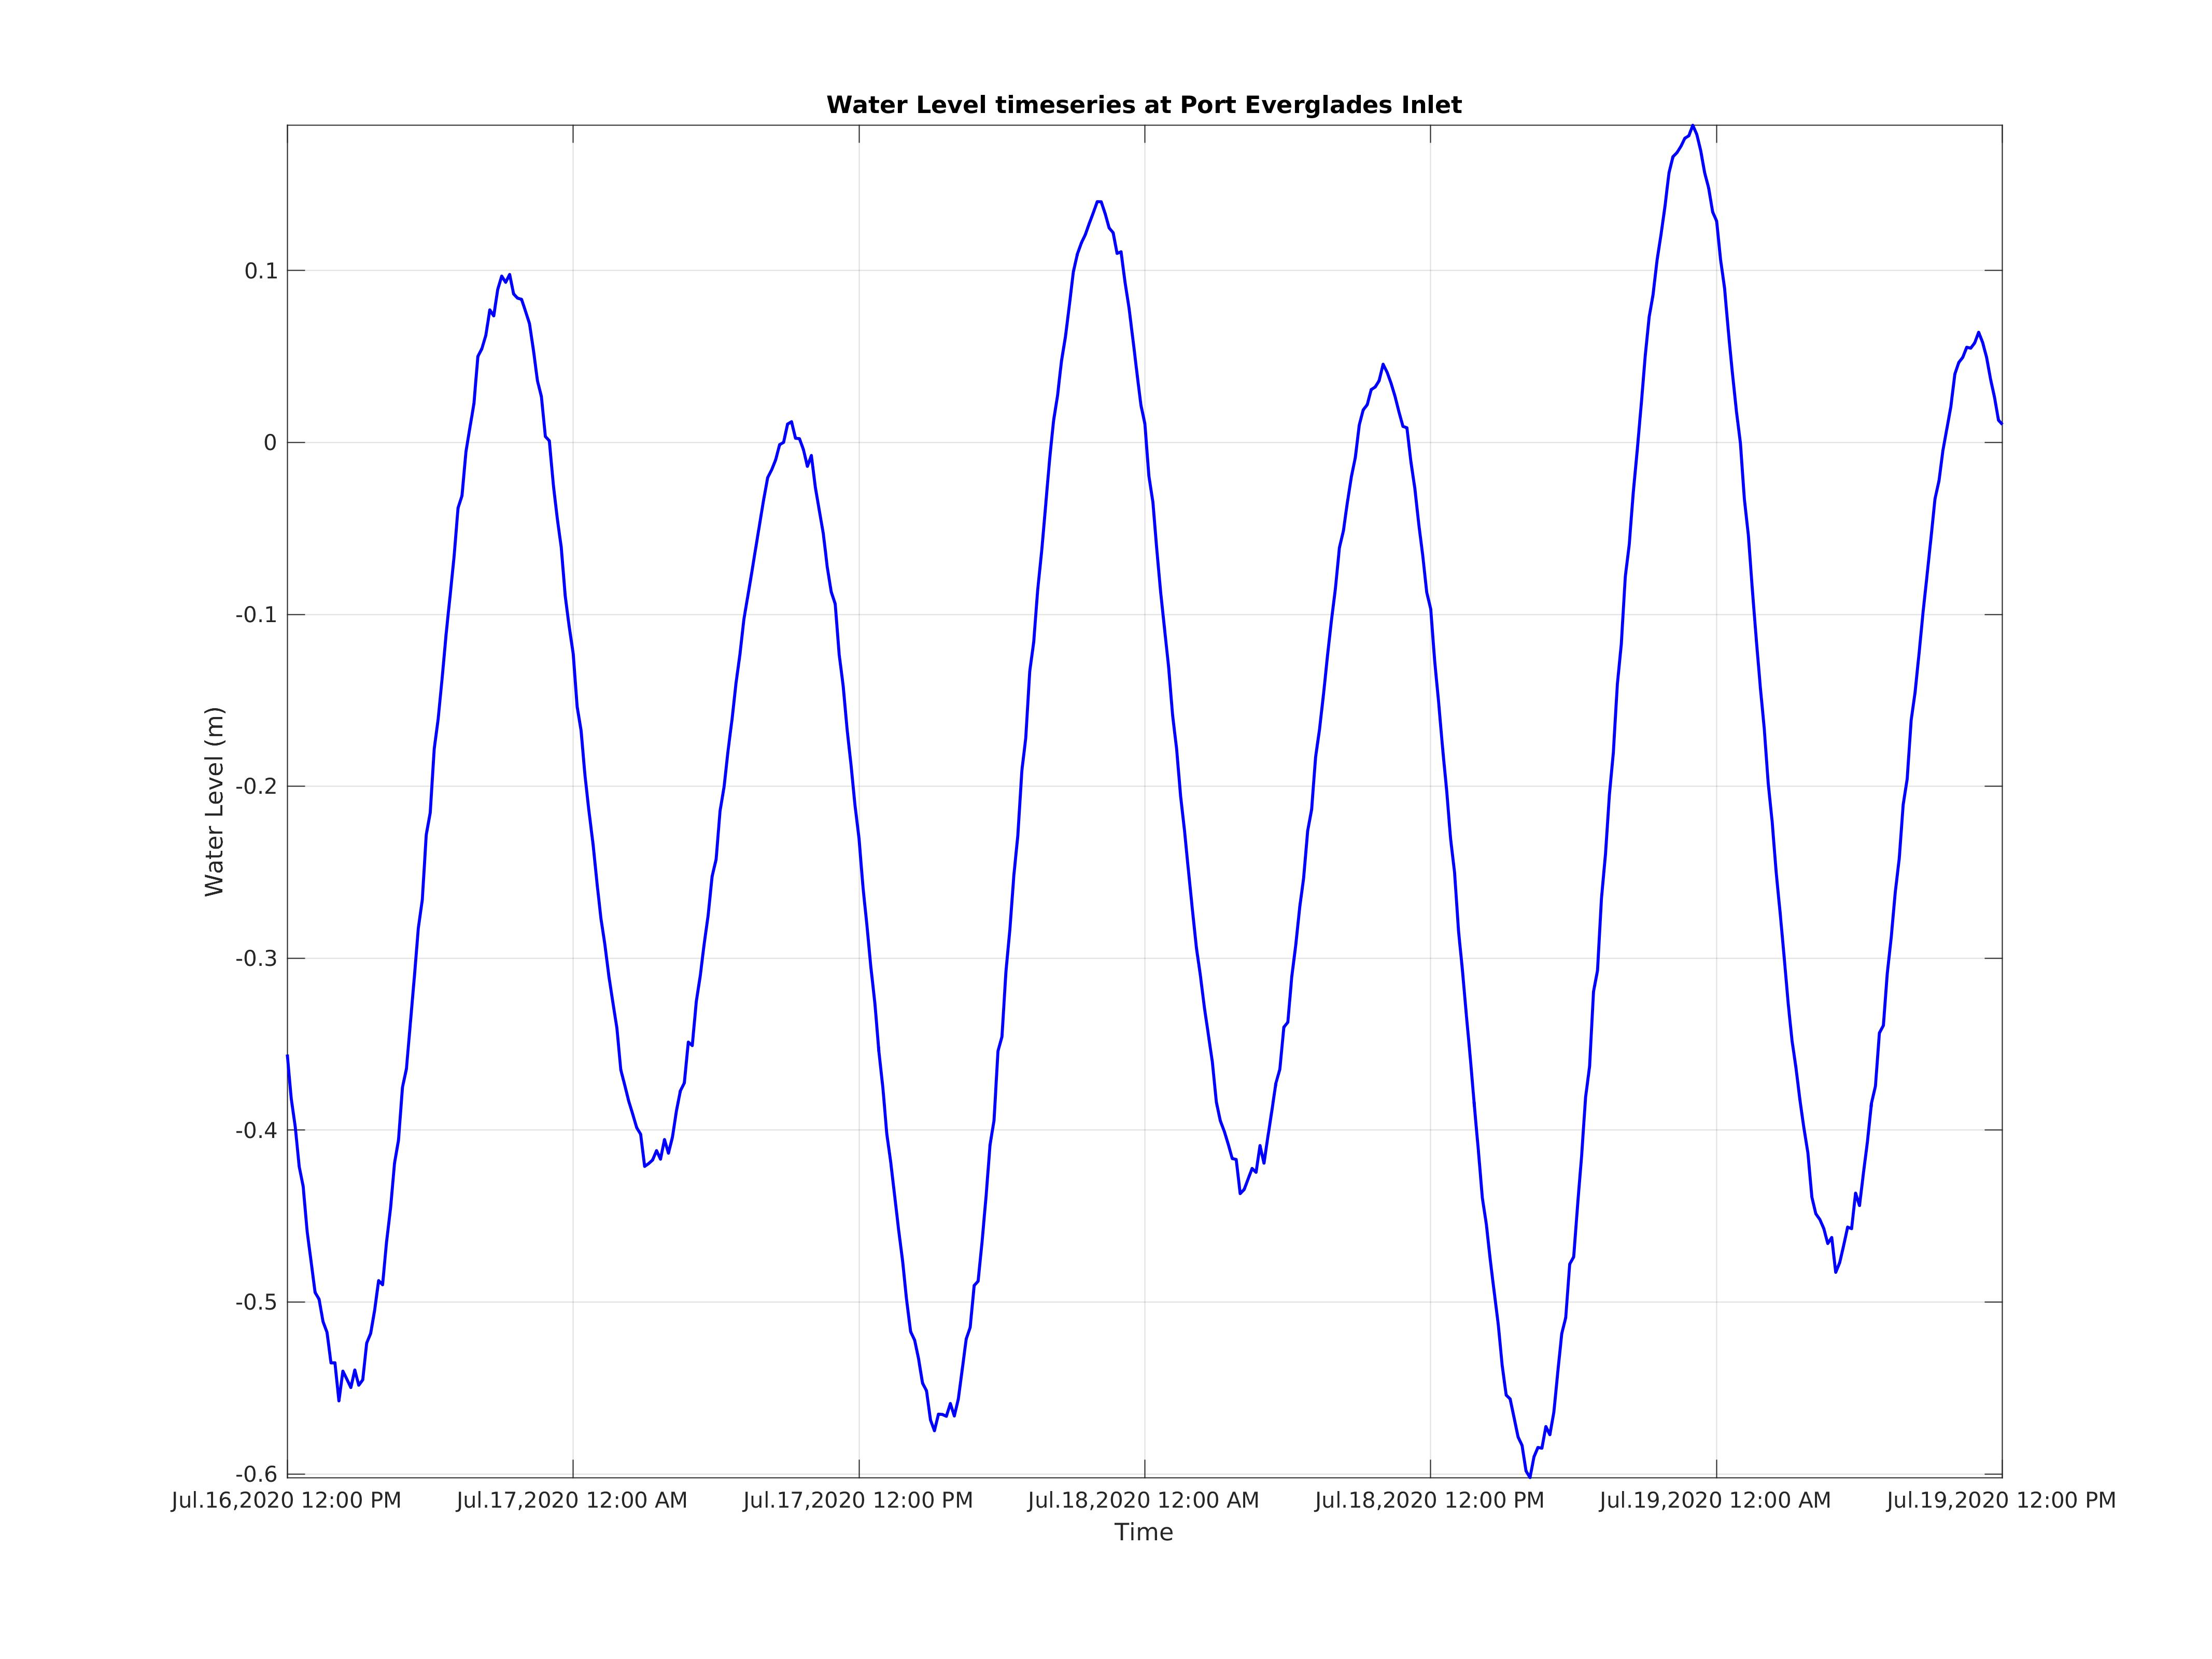 Water Level timeseries at Port Everglades Inlet
0.1
0
-0.1
-0.2
-0.3
-0.4
-0.5
-0.6
Water Level (m)
Jul.16,2020 12:00 PM
Jul.17,2020 12:00 AM
Jul.17,2020 12:00 PM
Jul.18,2020 12:00 AM
Jul.18,2020 12:00 PM
Jul.19,2020 12:00 AM
Jul.19,2020 12:00 PM
Time